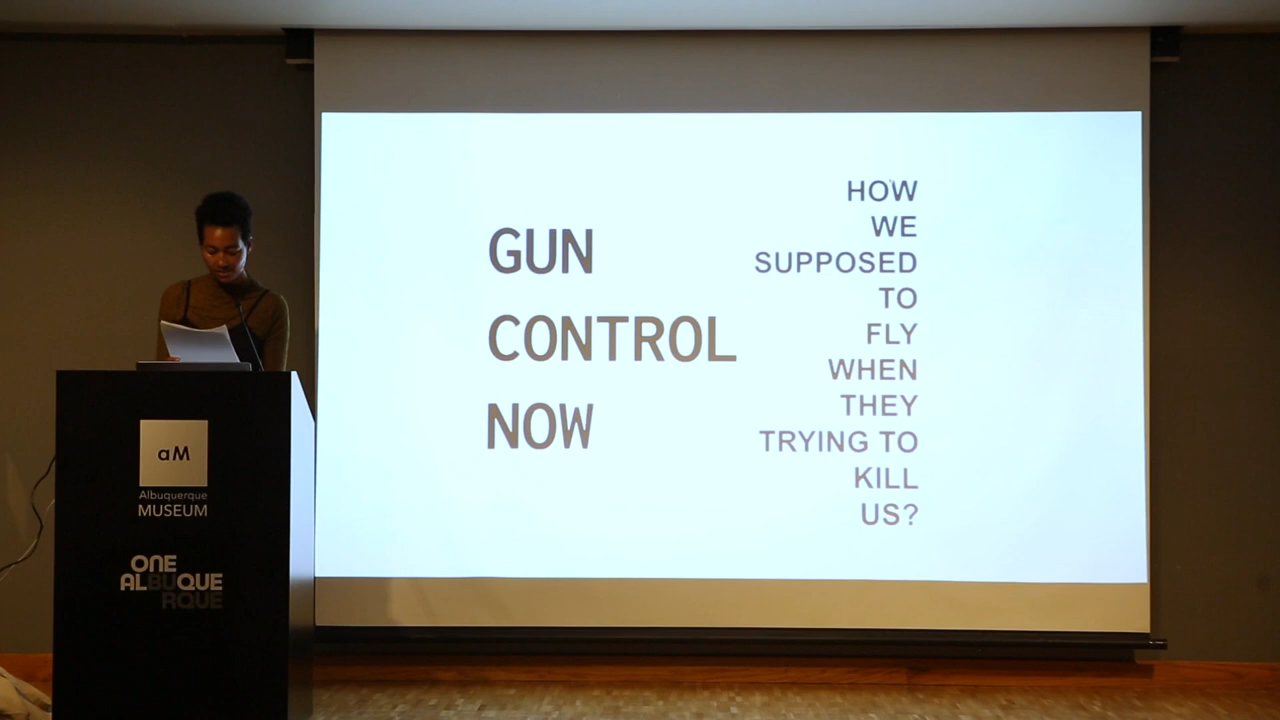 GUN
CONTROL
NOW
HOW
WE
SUPPOSED
TO
FLY
WHEN
THEY
TRYING TO
KILL
US?
aM
Albuquerque
MUSEUM
ONE
ALBUQUE
RQUE